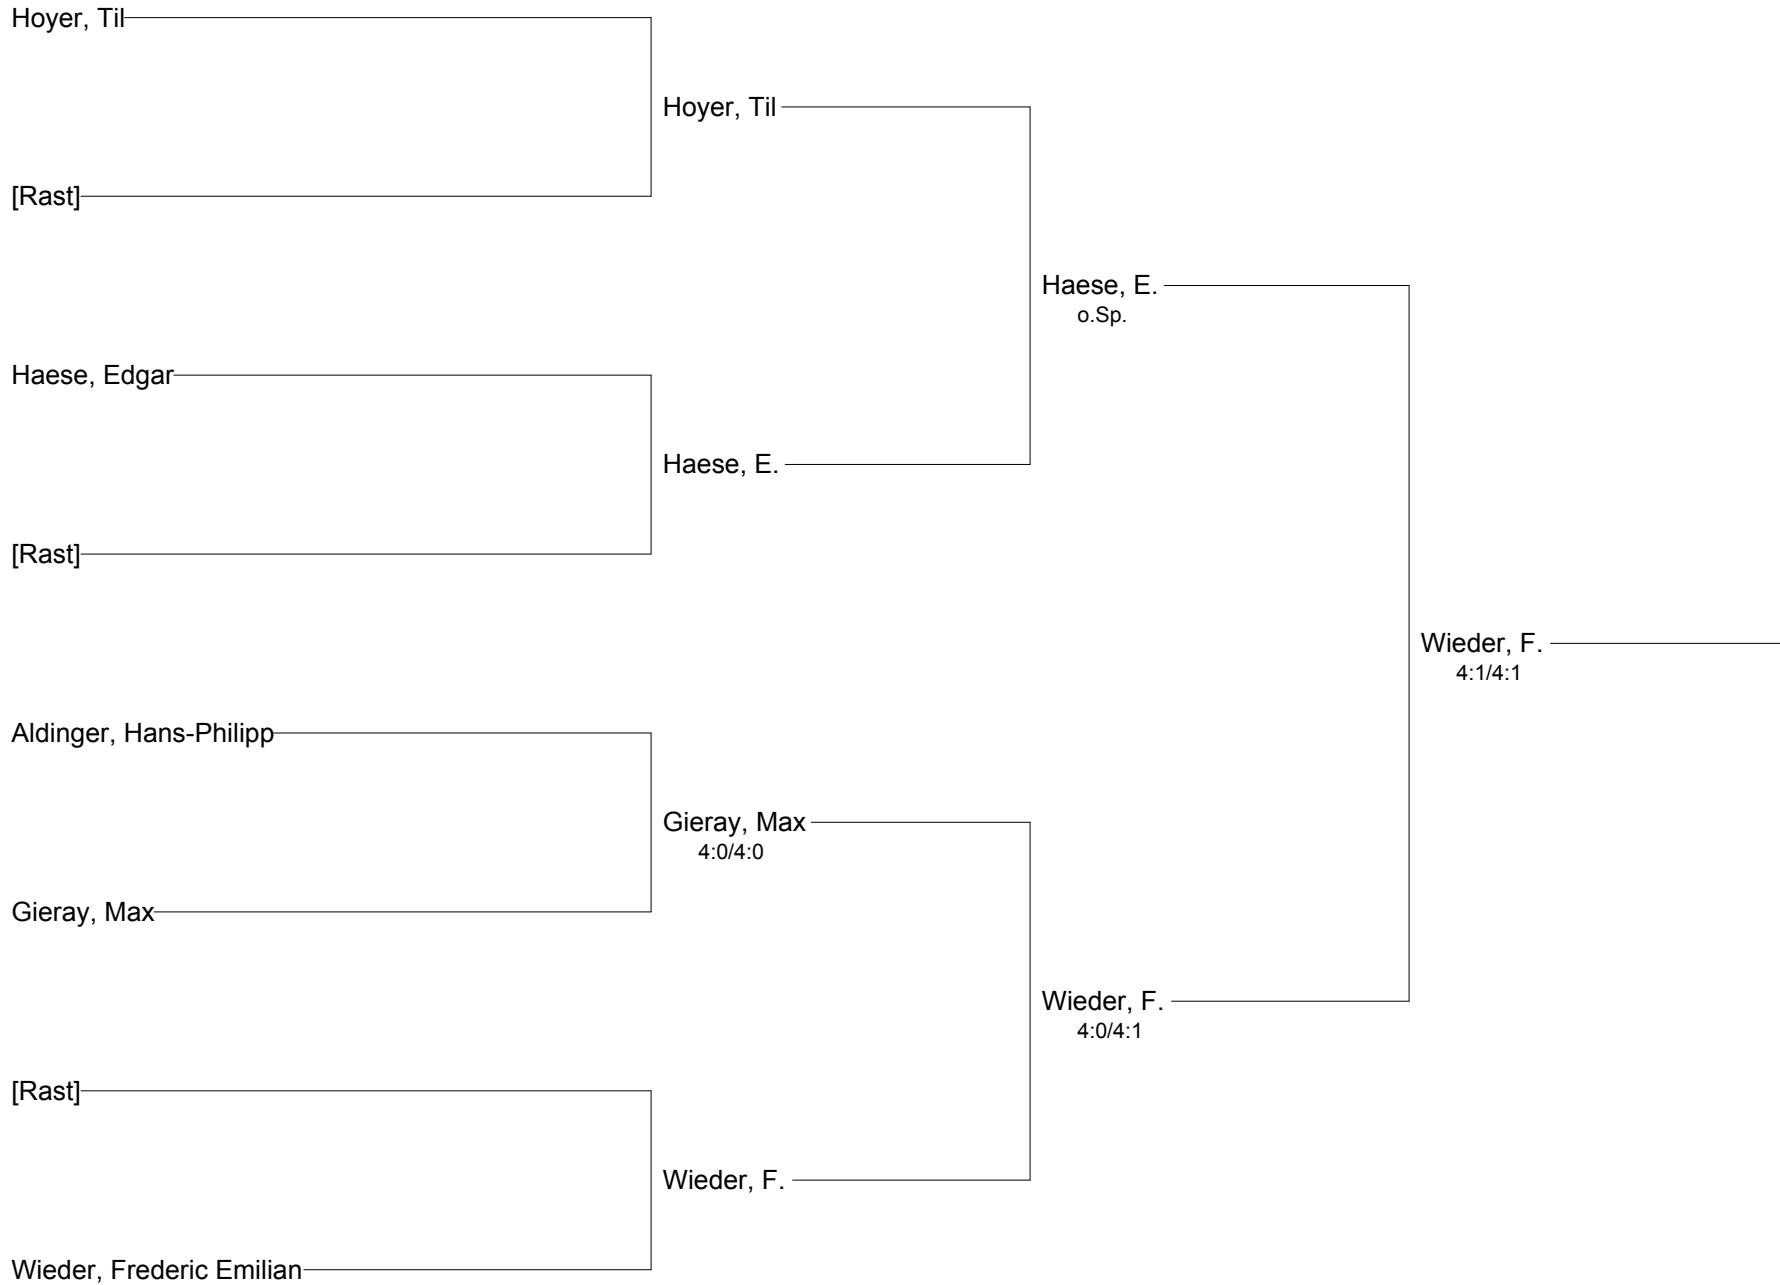 Hoyer, Til
Hoyer, Til
[Rast]
Haese, E.
o.Sp.
Haese, Edgar
Haese, E.
[Rast]
Wieder, F.
4:1/4:1
Aldinger, Hans-Philipp
Gieray, Max
4:0/4:0
Gieray, Max
Wieder, F.
4:0/4:1
[Rast]
Wieder, F.
Wieder, Frederic Emilian